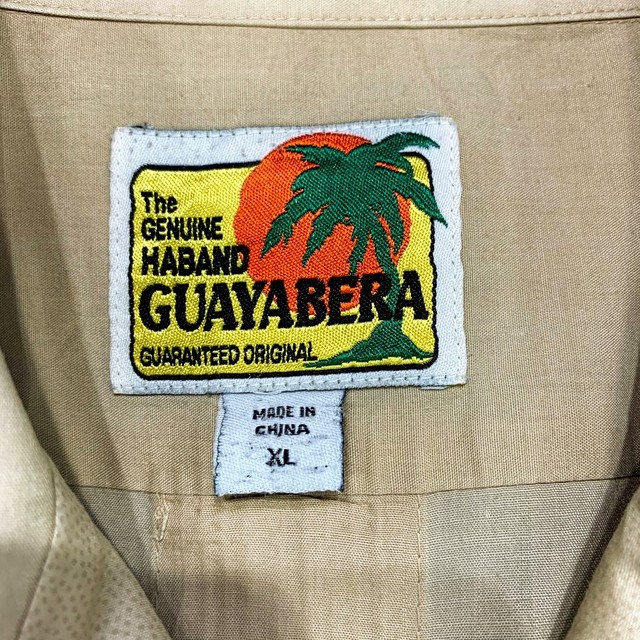 The
GENUINE
HABAND
GUAYABERA
GUARANTEED ORIGINAL
MADE IN
CHINA
XL